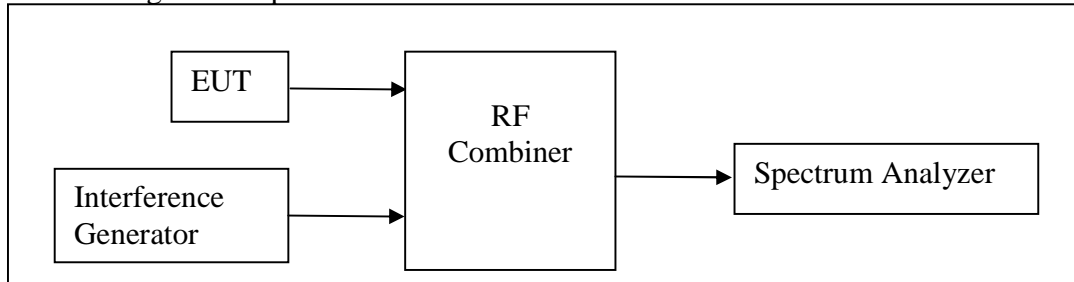 EUT
RF
Combiner
Spectrum Analyzer
Interference
Generator